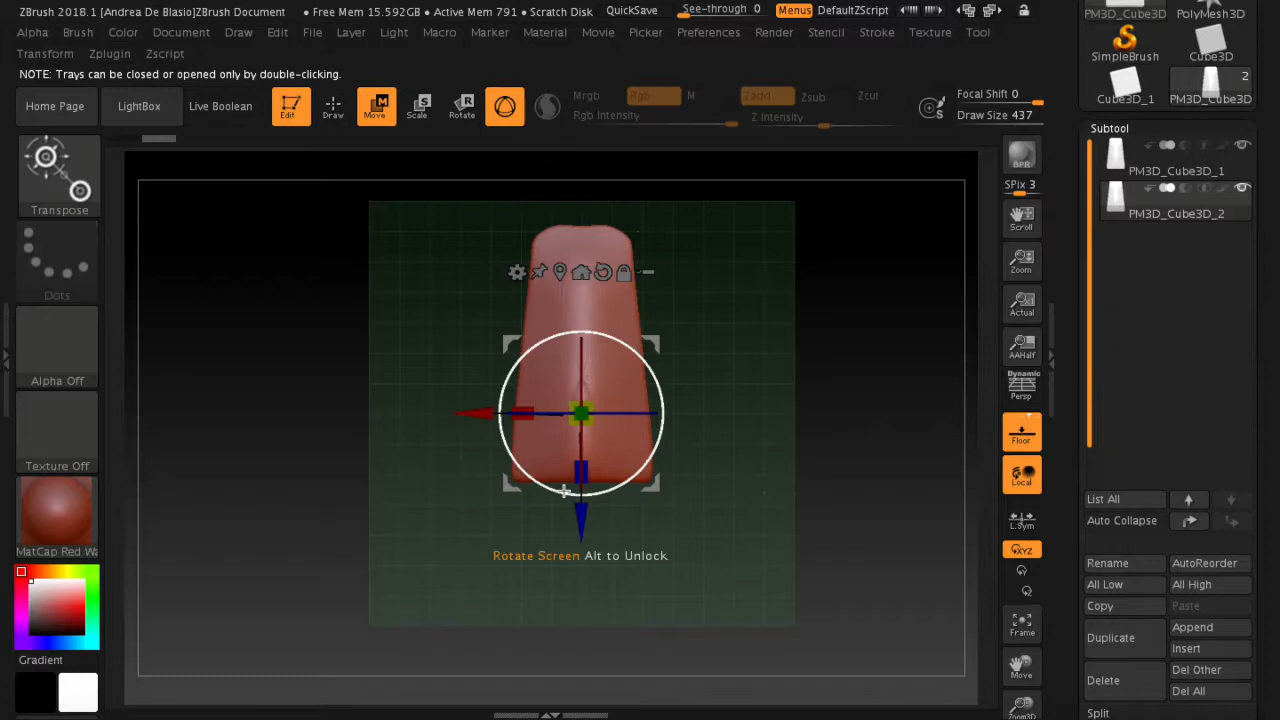 ZBrush 2018.1 [Andrea De Blasio]ZBrush Document
• Free Mem 15.592GB • Active Mem 791 • Scratch Disk
QuickSave
See-through 0
Menus
DefaultZScript
Alpha Brush Color Document Draw Edit File Layer Light Macro Marker Material Movie Picker Preferences Render Stencil Stroke Texture Tool
Transform Zplugin Zscript
NOTE: Trays can be closed or opened only by double-clicking.
Home Page
LightBox
Live Boolean
Edit
Draw
Move
Scale
Rotate
Mrgb
Rgb
M
Rgb Intensity
Zadd
Zsub
Zcut
Z Intensity
Focal Shift 0
Draw Size 437
PM3D_Cube3D
PolyMesh3D
SimpleBrush
Cube3D
2
Cube3D_1
PM3D_Cube3D
Transpose
Dots
Alpha Off
Texture Off
MatCap Red Wa
Gradient
Rotate Screen Alt to Unlock.
BPR
SPix 3
Scroll
Zoom
Actual
AAHalf
Dynamic
Persp
Floor
Local
L.Sym
XYZ
Frame
Move
Zoom3D
Subtool
PM3D_Cube3D_1
PM3D_Cube3D_2
List All
Auto Collapse
Rename
AutoReorder
All Low
All High
Copy
Paste
Duplicate
Append
Insert
Delete
Del Other
Del All
Split